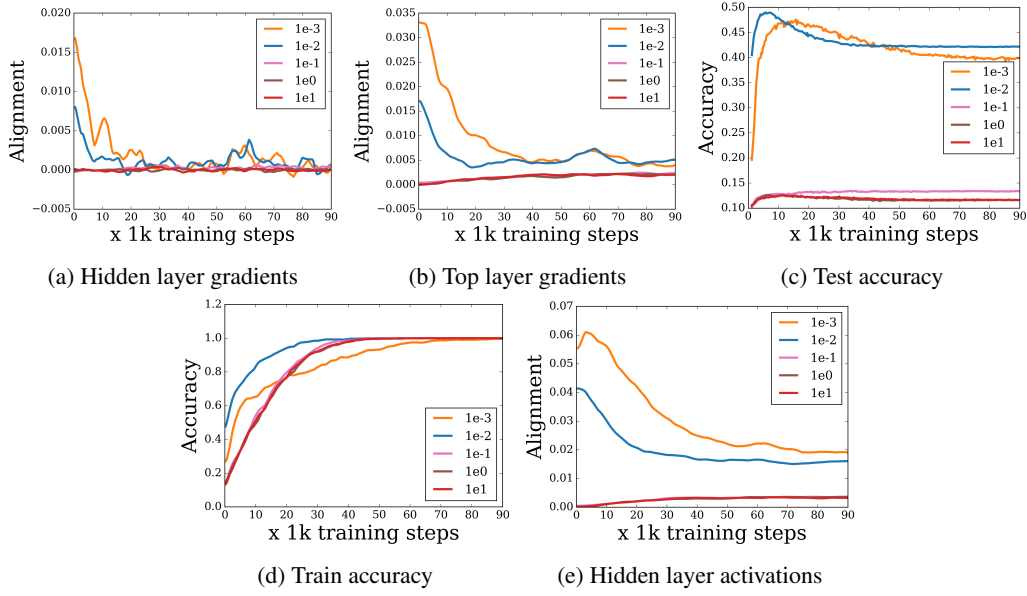 0.020
0.015
0.010
0.005
0.000
−0.005
Alignment
1e-3
1e-2
1e-1
1e0
1e1
0 10 20 30 40 50 60 70 80 90
x 1k training steps
(a) Hidden layer gradients
0.035
0.030
0.025
0.020
0.015
0.010
0.005
0.000
−0.005
Alignment
1e-3
1e-2
1e-1
1e0
1e1
0 10 20 30 40 50 60 70 80 90
x 1k training steps
(b) Top layer gradients
0.50
0.45
0.40
0.35
0.30
0.25
0.20
0.15
0.10
Accuracy
1e-3
1e-2
1e-1
1e0
1e1
0 10 20 30 40 50 60 70 80 90
x 1k training steps
(c) Test accuracy
1.2
1.0
0.8
0.6
0.4
0.2
0.0
Accuracy
1e-3
1e-2
1e-1
1e0
1e1
0 10 20 30 40 50 60 70 80 90
x 1k training steps
(d) Train accuracy
0.07
0.06
0.05
0.04
0.03
0.02
0.01
0.00
Alignment
1e-3
1e-2
1e-1
1e0
1e1
0 10 20 30 40 50 60 70 80 90
x 1k training steps
(e) Hidden layer activations